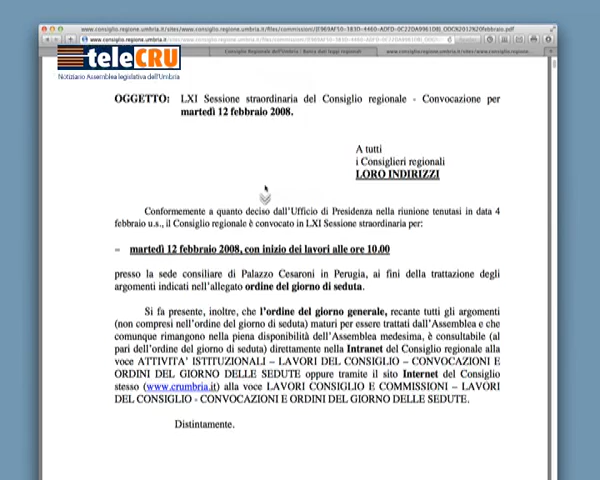 teleCRU
Notiziario Assemblea legislativa dell'Umbria
Consiglio Regionale dell'Umbria - Banca dati leggi regionali
OGGETTO: LXI Sessione straordinaria del Consiglio regionale - Convocazione per
martedì 12 febbraio 2008.
A tutti
i Consiglieri regionali
LORO INDIRIZZI
Conformemente a quanto deciso dall'Ufficio di Presidenza nella riunione tenutasi in data 4
febbraio u.s., il Consiglio regionale è convocato in LXI Sessione straordinaria per:
– martedì 12 febbraio 2008, con inizio dei lavori alle ore 10,00
presso la sede consiliare di Palazzo Cesaroni in Perugia, ai fini della trattazione degli
argomenti indicati nell'allegato ordine del giorno di seduta.
Si fa presente, inoltre, che l'ordine del giorno generale, recante tutti gli argomenti
(non compresi nell'ordine del giorno di seduta) maturi per essere trattati dall'Assemblea e che
comunque rimangono nella piena disponibilità dell'Assemblea medesima, è consultabile (al
pari dell'ordine del giorno di seduta) direttamente nella Intranet del Consiglio regionale alla
voce ATTIVITA' ISTITUZIONALI – LAVORI DEL CONSIGLIO – CONVOCAZIONI E
ORDINI DEL GIORNO DELLE SEDUTE oppure tramite il sito Internet del Consiglio
stesso (www.crumbria.it) alla voce LAVORI CONSIGLIO E COMMISSIONI – LAVORI
DEL CONSIGLIO - CONVOCAZIONI E ORDINI DEL GIORNO DELLE SEDUTE.
Distintamente.